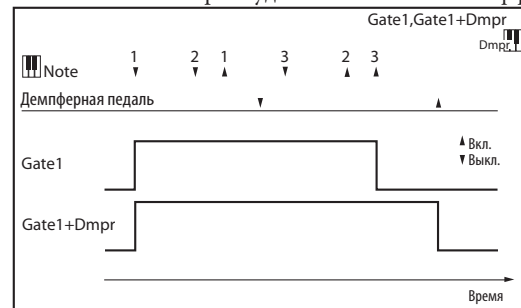 Gate1,Gate1+Dmpr
Dmpr
Note 1 2 1 3 2 3
Демпферная педаль
Gate1
Вкл.
Выкл.
Gate1+Dmpr
Время